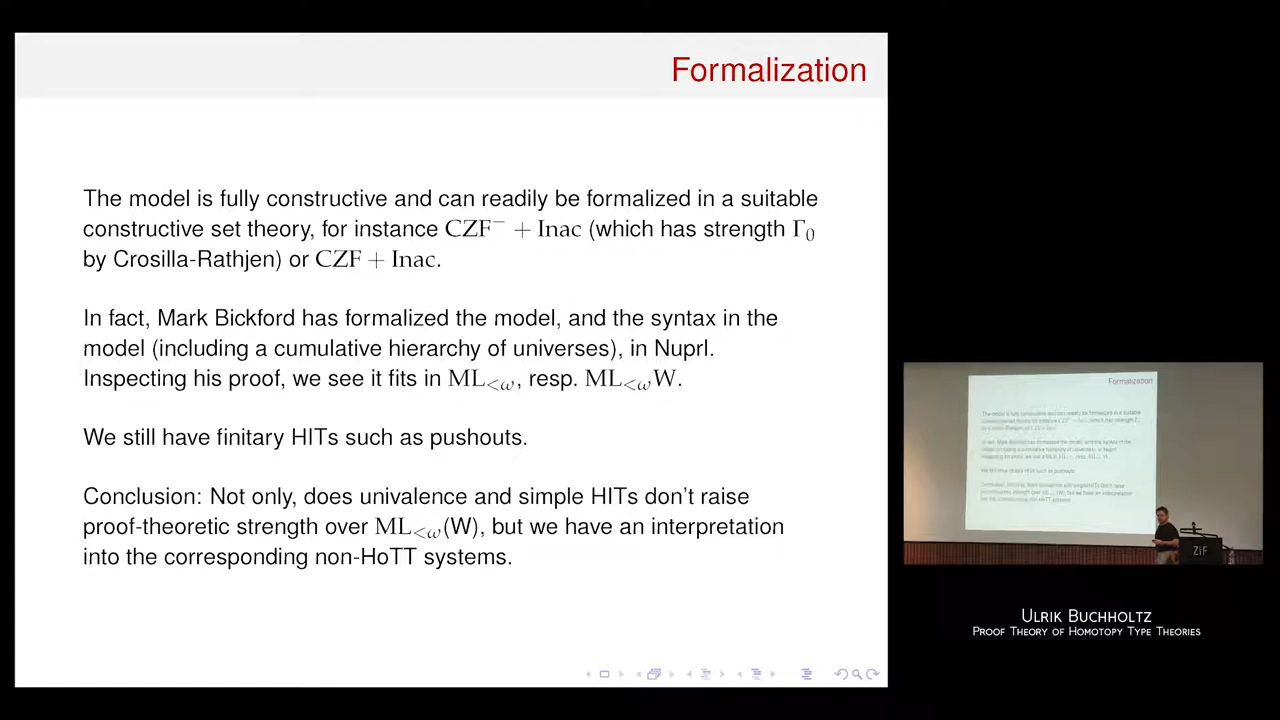 Formalization
The model is fully constructive and can readily be formalized in a suitable
constructive set theory, for instance CZF⁻ + Inac (which has strength Γ₀
by Crosilla-Rathjen) or CZF + Inac.
In fact, Mark Bickford has formalized the model, and the syntax in the
model (including a cumulative hierarchy of universes), in Nuprl.
Inspecting his proof, we see it fits in ML<ω, resp. ML<ωW.
We still have finitary HITs such as pushouts.
Conclusion: Not only, does univalence and simple HITs don't raise
proof-theoretic strength over ML<ω(W), but we have an interpretation
into the corresponding non-HoTT systems.
Formalization
ZiF
Ulrik Buchholtz
Proof Theory of Homotopy Type Theories